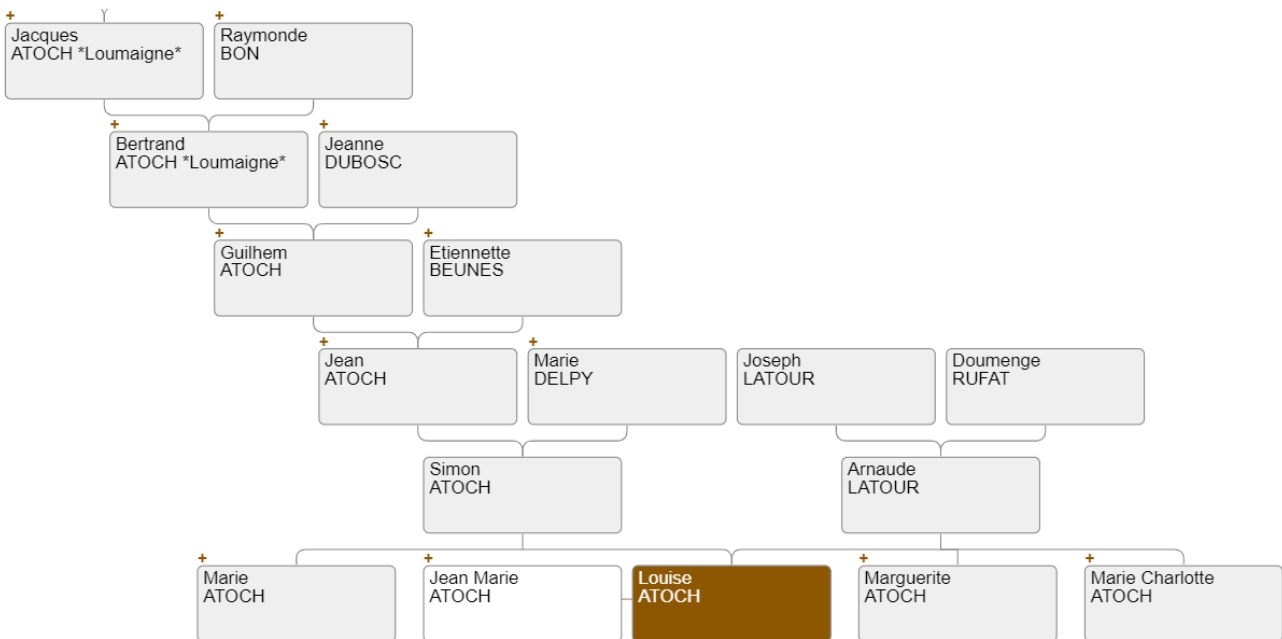 + +
Jacques
ATOCH *Loumaigne*
Raymonde
BON
+ +
Bertrand
ATOCH *Loumaigne*
Jeanne
DUBOSC
+ +
Guilhem
ATOCH
Etiennette
BEUNES
+ +
Jean
ATOCH
Marie
DELPY
Joseph
LATOUR
Doumenge
RUFAT
Simon
ATOCH
Arnaude
LATOUR
+ + + +
Marie
ATOCH
Jean Marie
ATOCH
Louise
ATOCH
Marguerite
ATOCH
Marie Charlotte
ATOCH